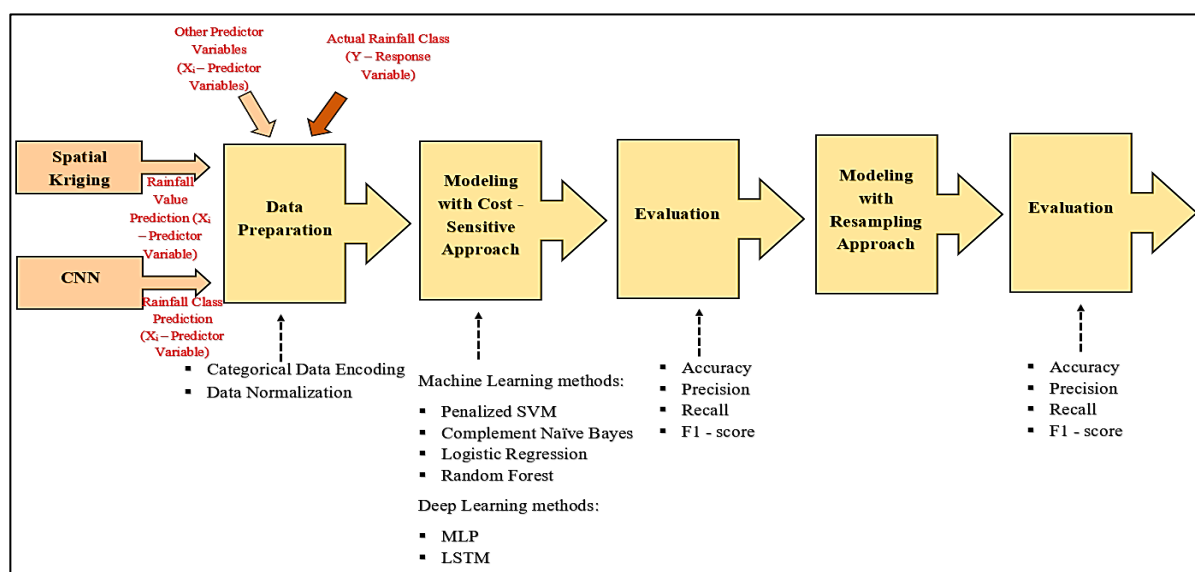 Other Predictor
Variables
(Xᵢ – Predictor
Variables)
Actual Rainfall Class
(Y – Response
Variable)
Spatial
Kriging
Rainfall
Value
Prediction (Xᵢ
– Predictor
Variable)
CNN
Rainfall Class
Prediction
(Xᵢ – Predictor
Variable)
Data
Preparation
▪ Categorical Data Encoding
▪ Data Normalization
Modeling
with Cost -
Sensitive
Approach
Machine Learning methods:
▪ Penalized SVM
▪ Complement Naïve Bayes
▪ Logistic Regression
▪ Random Forest
Deep Learning methods:
▪ MLP
▪ LSTM
Evaluation
▪ Accuracy
▪ Precision
▪ Recall
▪ F1 - score
Modeling
with
Resampling
Approach
Evaluation
▪ Accuracy
▪ Precision
▪ Recall
▪ F1 - score